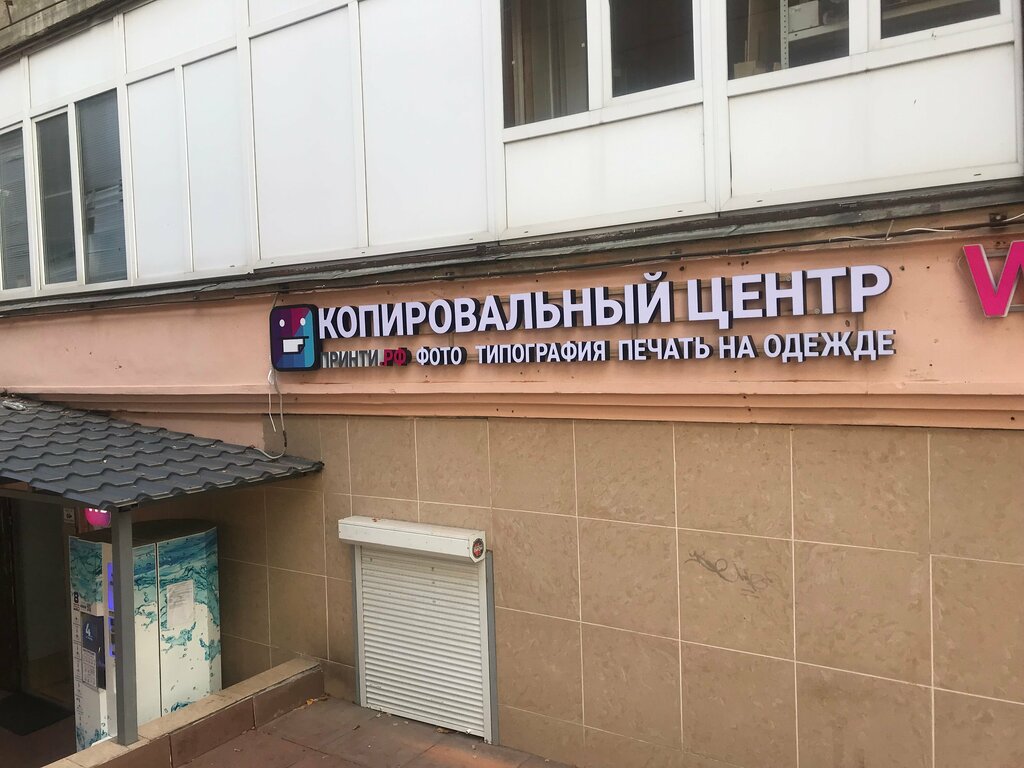 КОПИРОВАЛЬНЫЙ ЦЕНТР
ПРИНТИ.РФ ФОТО ТИПОГРАФИЯ ПЕЧАТЬ НА ОДЕЖДЕ